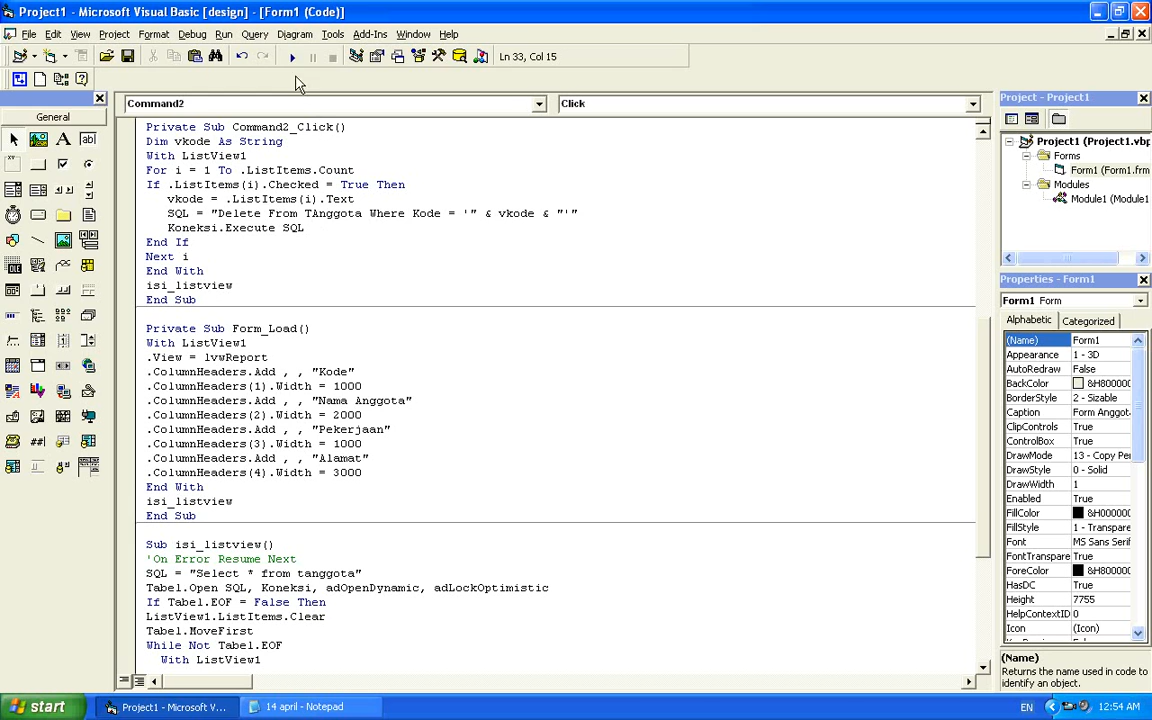 Project1 - Microsoft Visual Basic [design] - [Form1 (Code)]
File Edit View Project Format Debug Run Query Diagram Tools Add-Ins Window Help
Ln 33, Col 15
General
Command2 Click
Private Sub Command2_Click()
Dim vkode As String
With ListView1
For i = 1 To .ListItems.Count
If .ListItems(i).Checked = True Then
vkode = .ListItems(i).Text
SQL = "Delete From TAnggota Where Kode = '" & vkode & "'"
Koneksi.Execute SQL
End If
Next i
End With
isi_listview
End Sub
Private Sub Form_Load()
With ListView1
.View = lvwReport
.ColumnHeaders.Add , , "Kode"
.ColumnHeaders(1).Width = 1000
.ColumnHeaders.Add , , "Nama Anggota"
.ColumnHeaders(2).Width = 2000
.ColumnHeaders.Add , , "Pekerjaan"
.ColumnHeaders(3).Width = 1000
.ColumnHeaders.Add , , "Alamat"
.ColumnHeaders(4).Width = 3000
End With
isi_listview
End Sub
Sub isi_listview()
'On Error Resume Next
SQL = "Select * from tanggota"
Tabel.Open SQL, Koneksi, adOpenDynamic, adLockOptimistic
If Tabel.EOF = False Then
ListView1.ListItems.Clear
Tabel.MoveFirst
While Not Tabel.EOF
With ListView1
Project - Project1
Project1 (Project1.vbp
Forms
Form1 (Form1.frm
Modules
Module1 (Module1
Properties - Form1
Form1 Form
Alphabetic Categorized
(Name) Form1
Appearance 1 - 3D
AutoRedraw False
BackColor &H80000
BorderStyle 2 - Sizable
Caption Form Anggota
ClipControls True
ControlBox True
DrawMode 13 - Copy Pe
DrawStyle 0 - Solid
DrawWidth 1
Enabled True
FillColor &H00000
FillStyle 1 - Transpare
Font MS Sans Serif
FontTranspare True
ForeColor &H80000
HasDC True
Height 7755
HelpContextID 0
Icon (Icon)
(Name)
Returns the name used in code to
identify an object.
start
Project1 - Microsoft V...
14 april - Notepad
EN
12:54 AM